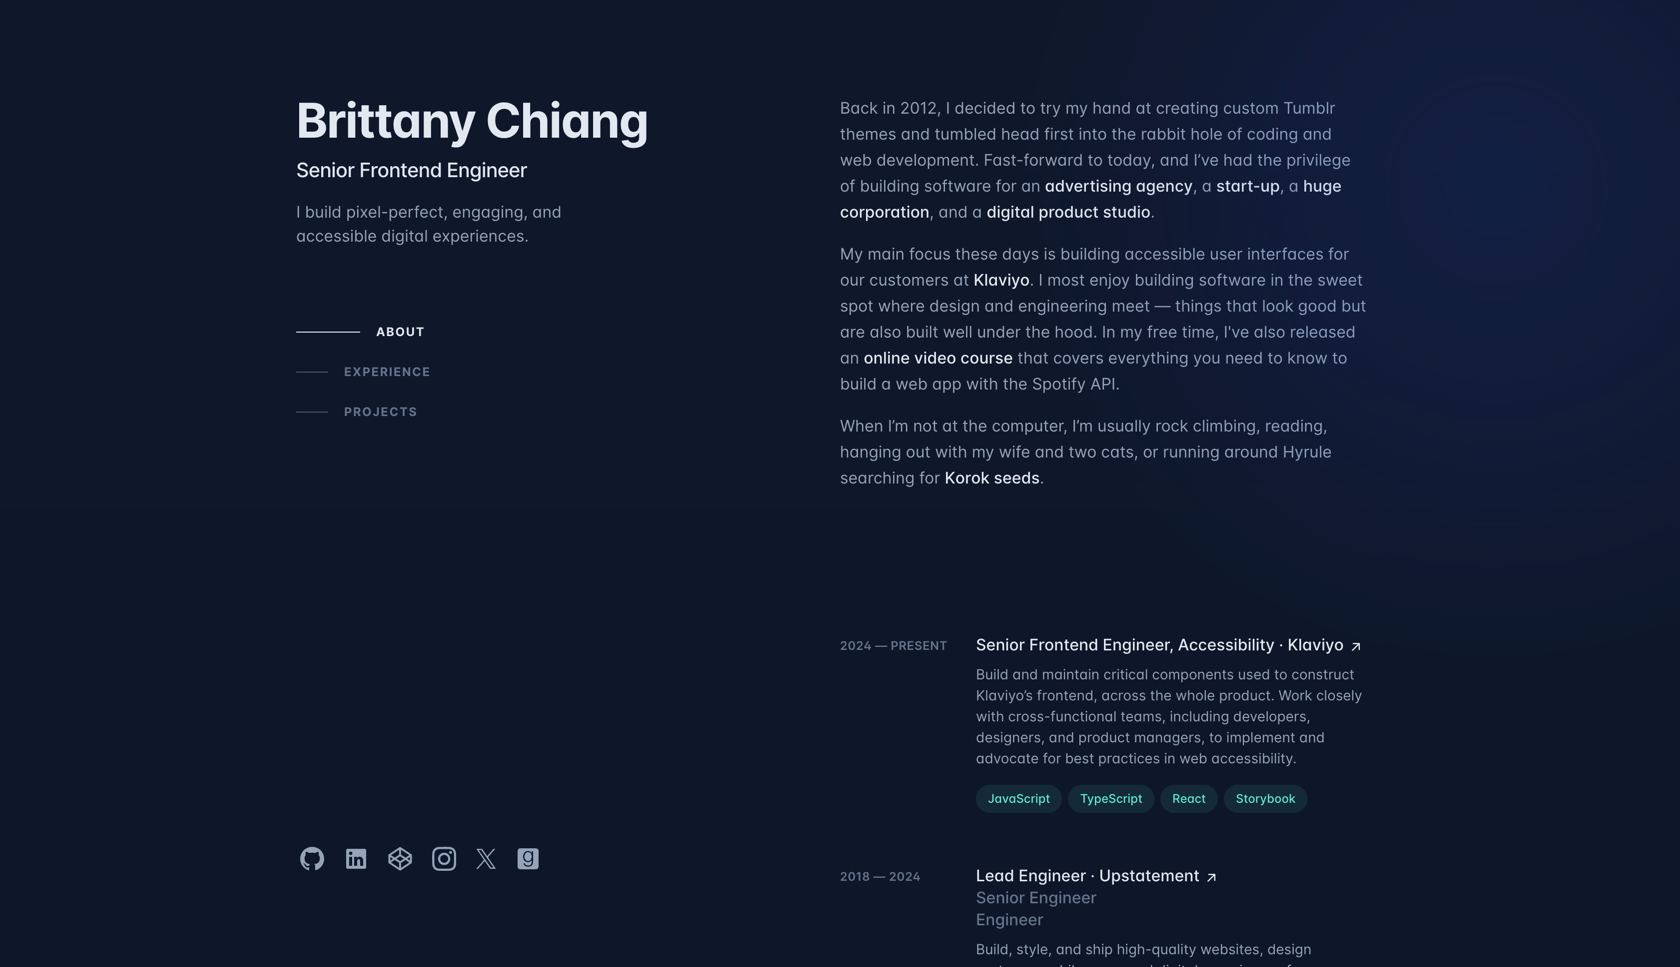 Brittany Chiang
Senior Frontend Engineer
I build pixel-perfect, engaging, and
accessible digital experiences.
ABOUT
EXPERIENCE
PROJECTS
Back in 2012, I decided to try my hand at creating custom Tumblr
themes and tumbled head first into the rabbit hole of coding and
web development. Fast-forward to today, and I’ve had the privilege
of building software for an advertising agency, a start-up, a huge
corporation, and a digital product studio.
My main focus these days is building accessible user interfaces for
our customers at Klaviyo. I most enjoy building software in the sweet
spot where design and engineering meet — things that look good but
are also built well under the hood. In my free time, I've also released
an online video course that covers everything you need to know to
build a web app with the Spotify API.
When I’m not at the computer, I’m usually rock climbing, reading,
hanging out with my wife and two cats, or running around Hyrule
searching for Korok seeds.
2024 — PRESENT
Senior Frontend Engineer, Accessibility · Klaviyo ↗
Build and maintain critical components used to construct
Klaviyo’s frontend, across the whole product. Work closely
with cross-functional teams, including developers,
designers, and product managers, to implement and
advocate for best practices in web accessibility.
JavaScript TypeScript React Storybook
2018 — 2024
Lead Engineer · Upstatement ↗
Senior Engineer
Engineer
Build, style, and ship high-quality websites, design